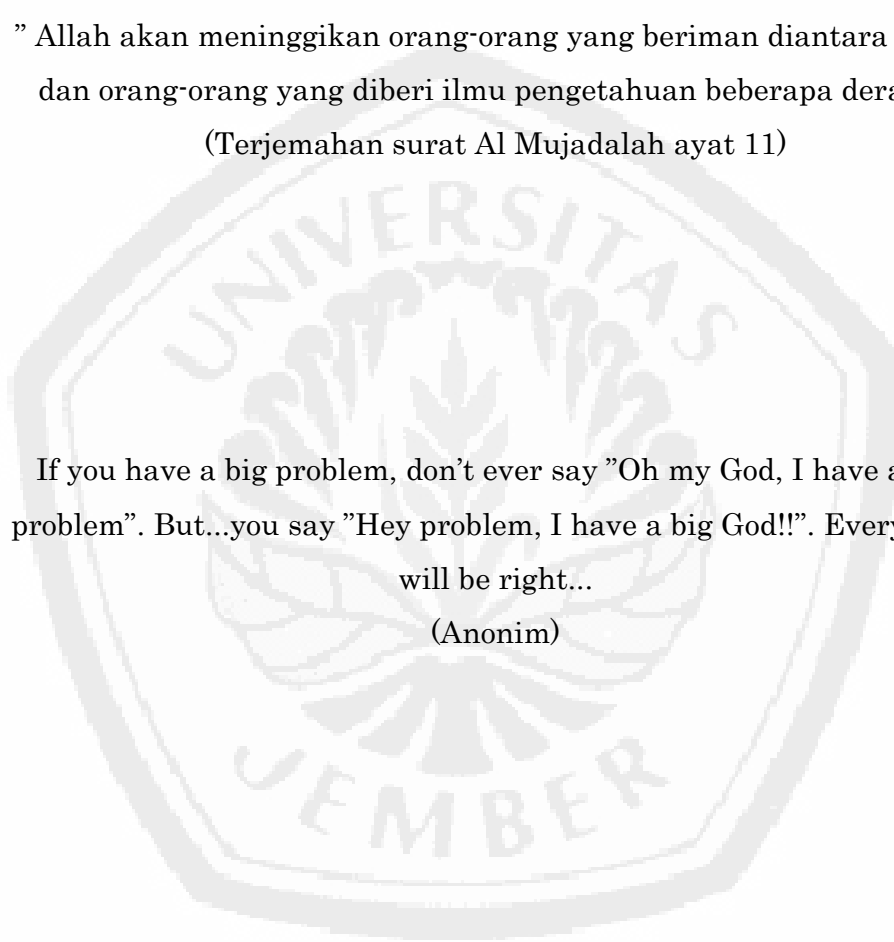 ” Allah akan meninggikan orang-orang yang beriman diantara
dan orang-orang yang diberi ilmu pengetahuan beberapa dera
(Terjemahan surat Al Mujadalah ayat 11)
UNIVERSITAS
If you have a big problem, don’t ever say ”Oh my God, I have a
problem”. But...you say ”Hey problem, I have a big God!!”. Every
will be right...
(Anonim)
JEMBER